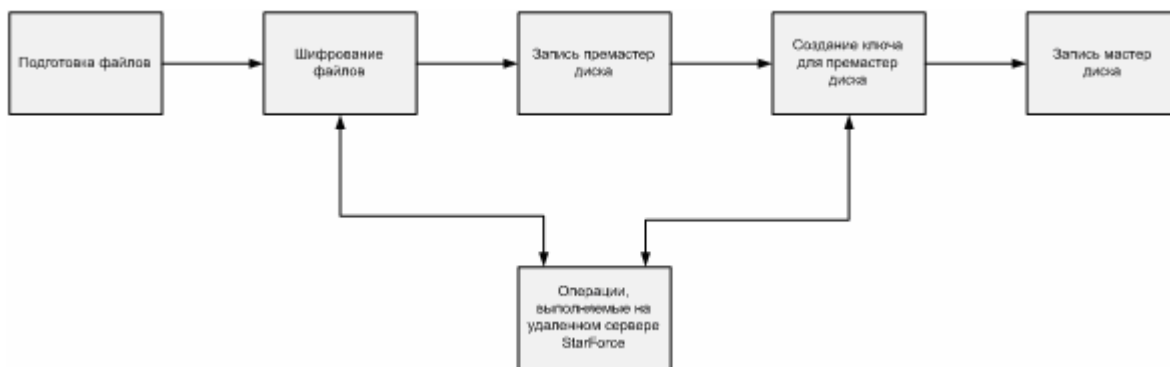 Подготовка файлов
Шифрование
файлов
Запись премастер
диска
Создание ключа
для премастер
диска
Запись мастер
диска
Операции,
выполняемые на
удаленном сервере
StarForce